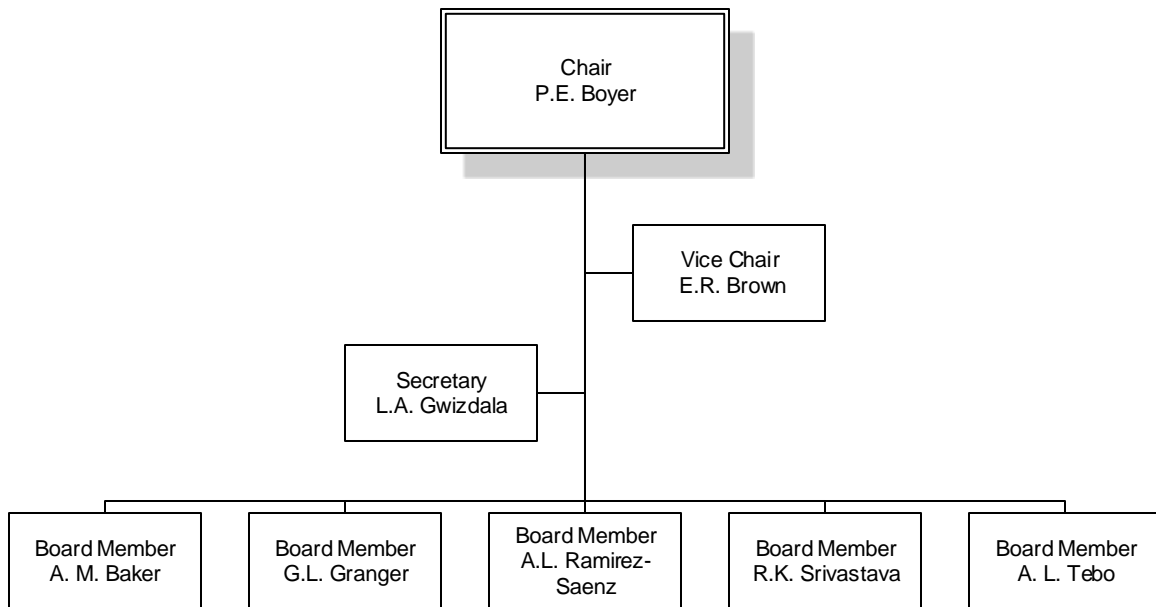 Chair
P.E. Boyer
Vice Chair
E.R. Brown
Secretary
L.A. Gwizdala
Board Member
A. M. Baker
Board Member
G.L. Granger
Board Member
A.L. Ramirez-
Saenz
Board Member
R.K. Srivastava
Board Member
A. L. Tebo